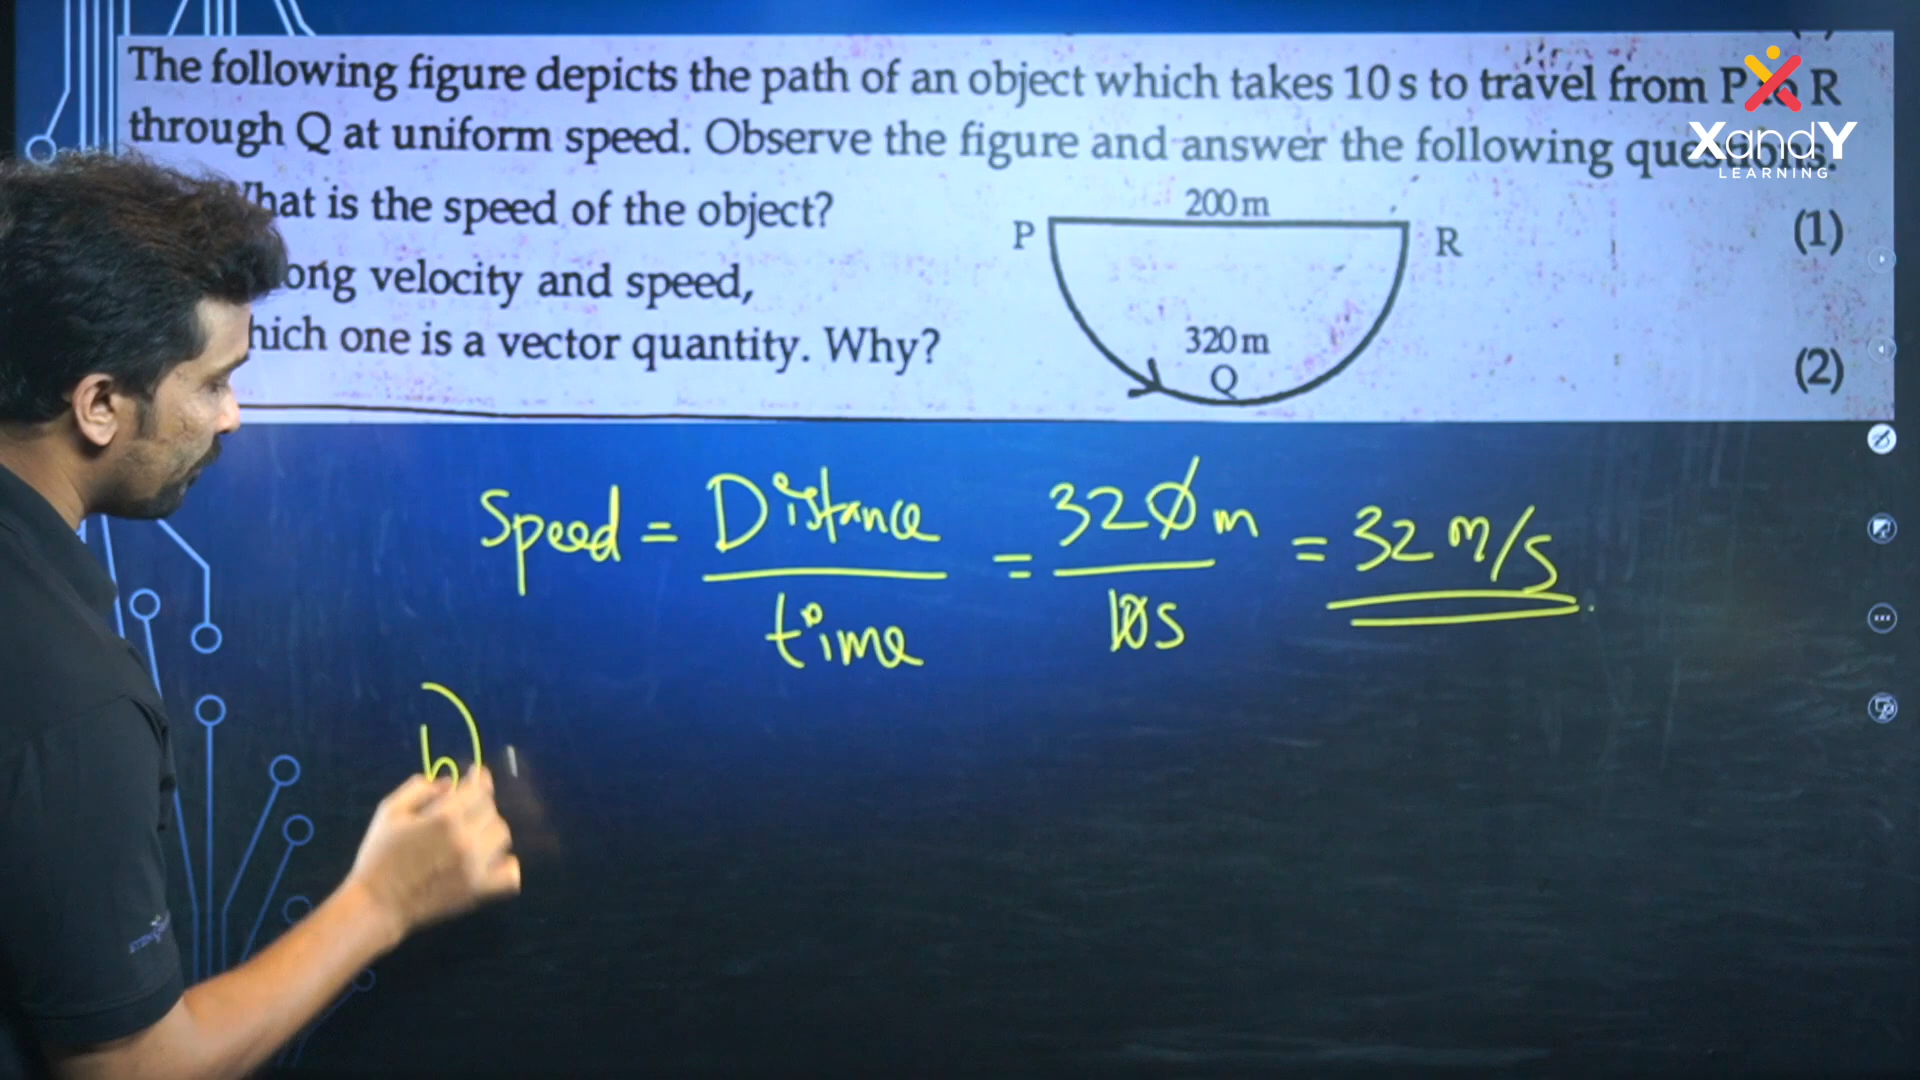 The following figure depicts the path of an object which takes 10 s to travel from P to R
through Q at uniform speed. Observe the figure and answer the following questions.
hat is the speed of the object?
(1)
ong velocity and speed,
hich one is a vector quantity. Why?
(2)
200 m
P
R
320 m
Q
XandY
LEARNING
Speed = Distance / time = 320 m / 10 s = 32 m/s
b)